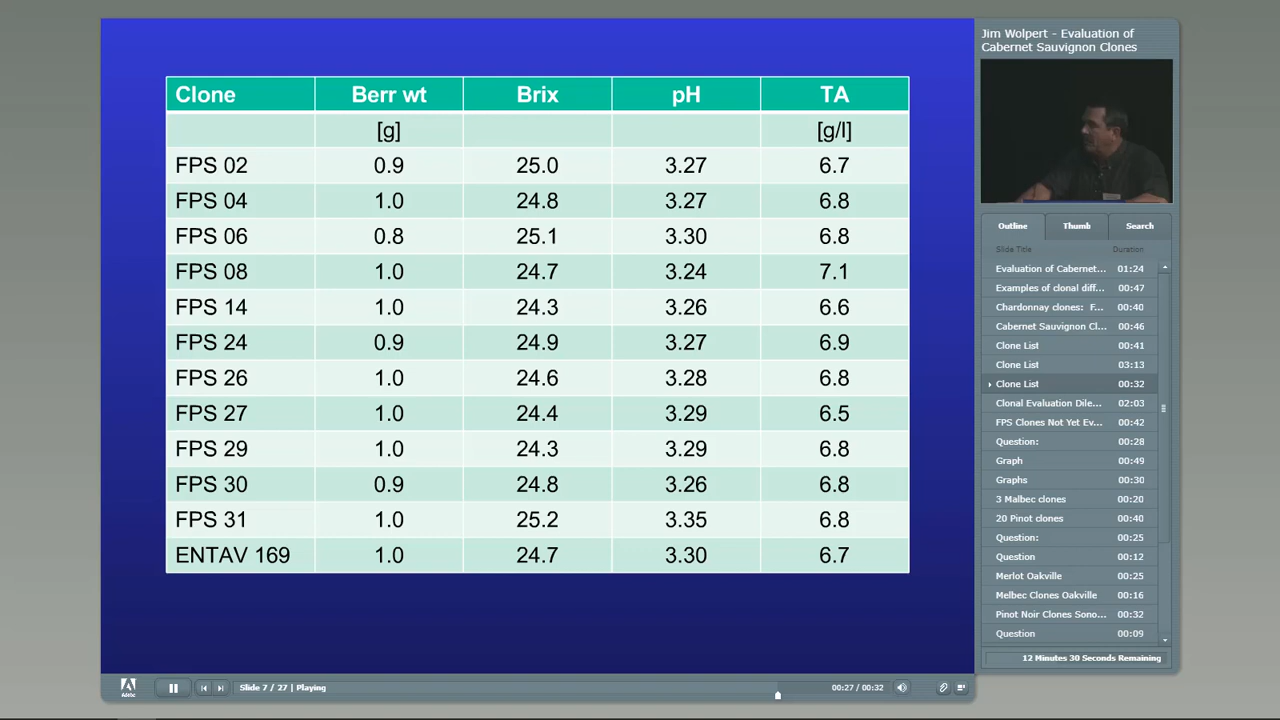 Clone Berr wt Brix pH TA
[g] [g/l]
FPS 02 0.9 25.0 3.27 6.7
FPS 04 1.0 24.8 3.27 6.8
FPS 06 0.8 25.1 3.30 6.8
FPS 08 1.0 24.7 3.24 7.1
FPS 14 1.0 24.3 3.26 6.6
FPS 24 0.9 24.9 3.27 6.9
FPS 26 1.0 24.6 3.28 6.8
FPS 27 1.0 24.4 3.29 6.5
FPS 29 1.0 24.3 3.29 6.8
FPS 30 0.9 24.8 3.26 6.8
FPS 31 1.0 25.2 3.35 6.8
ENTAV 169 1.0 24.7 3.30 6.7
Jim Wolpert - Evaluation of
Cabernet Sauvignon Clones
Outline Thumb Search
Slide Title Duration
Evaluation of Cabernet... 01:24
Examples of clonal diff... 00:47
Chardonnay clones: F... 00:40
Cabernet Sauvignon Cl... 00:46
Clone List 00:41
Clone List 03:13
Clone List 00:32
Clonal Evaluation Dile... 02:03
FPS Clones Not Yet Ev... 00:42
Question: 00:28
Graph 00:49
Graphs 00:30
3 Malbec clones 00:20
20 Pinot clones 00:40
Question: 00:25
Question 00:12
Merlot Oakville 00:25
Melbec Clones Oakville 00:16
Pinot Noir Clones Sono... 00:32
Question 00:09
12 Minutes 30 Seconds Remaining
Adobe
Slide 7 / 27 | Playing
00:27 / 00:32